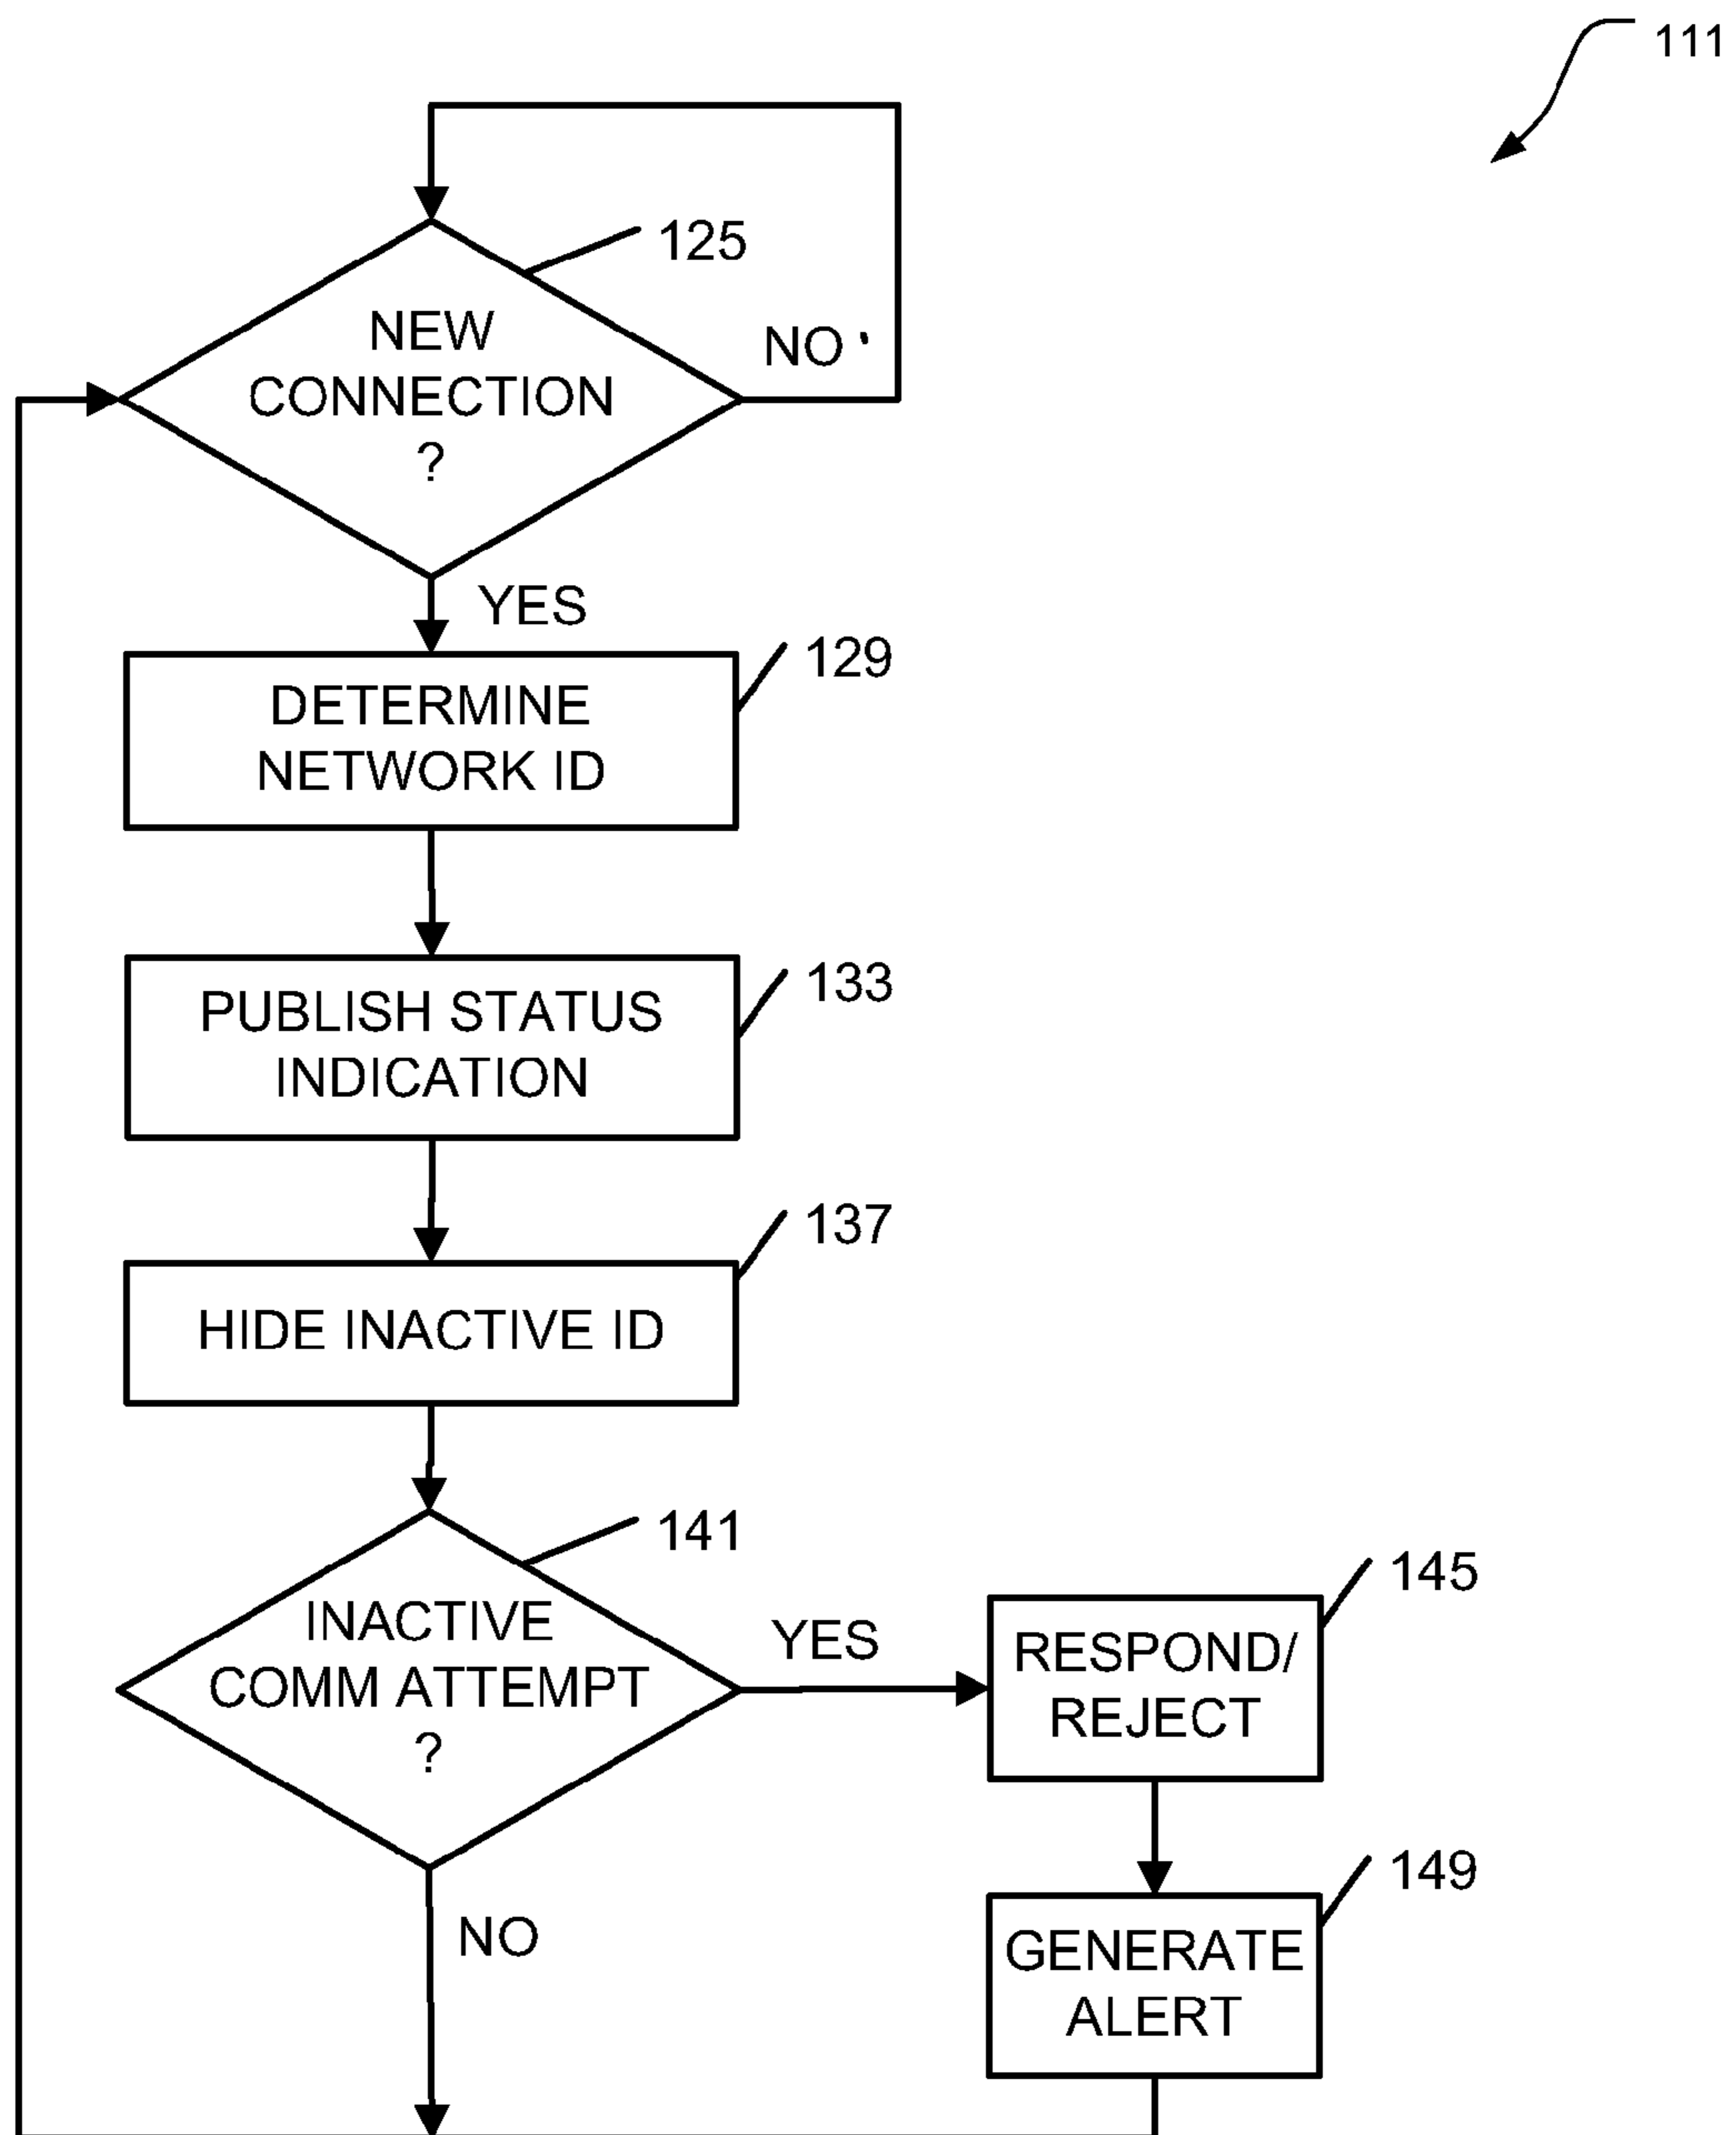 111
125
NEW
CONNECTION
?
NO
YES
129
DETERMINE
NETWORK ID
133
PUBLISH STATUS
INDICATION
137
HIDE INACTIVE ID
141
INACTIVE
COMM ATTEMPT
?
YES
145
RESPOND/
REJECT
NO
149
GENERATE
ALERT